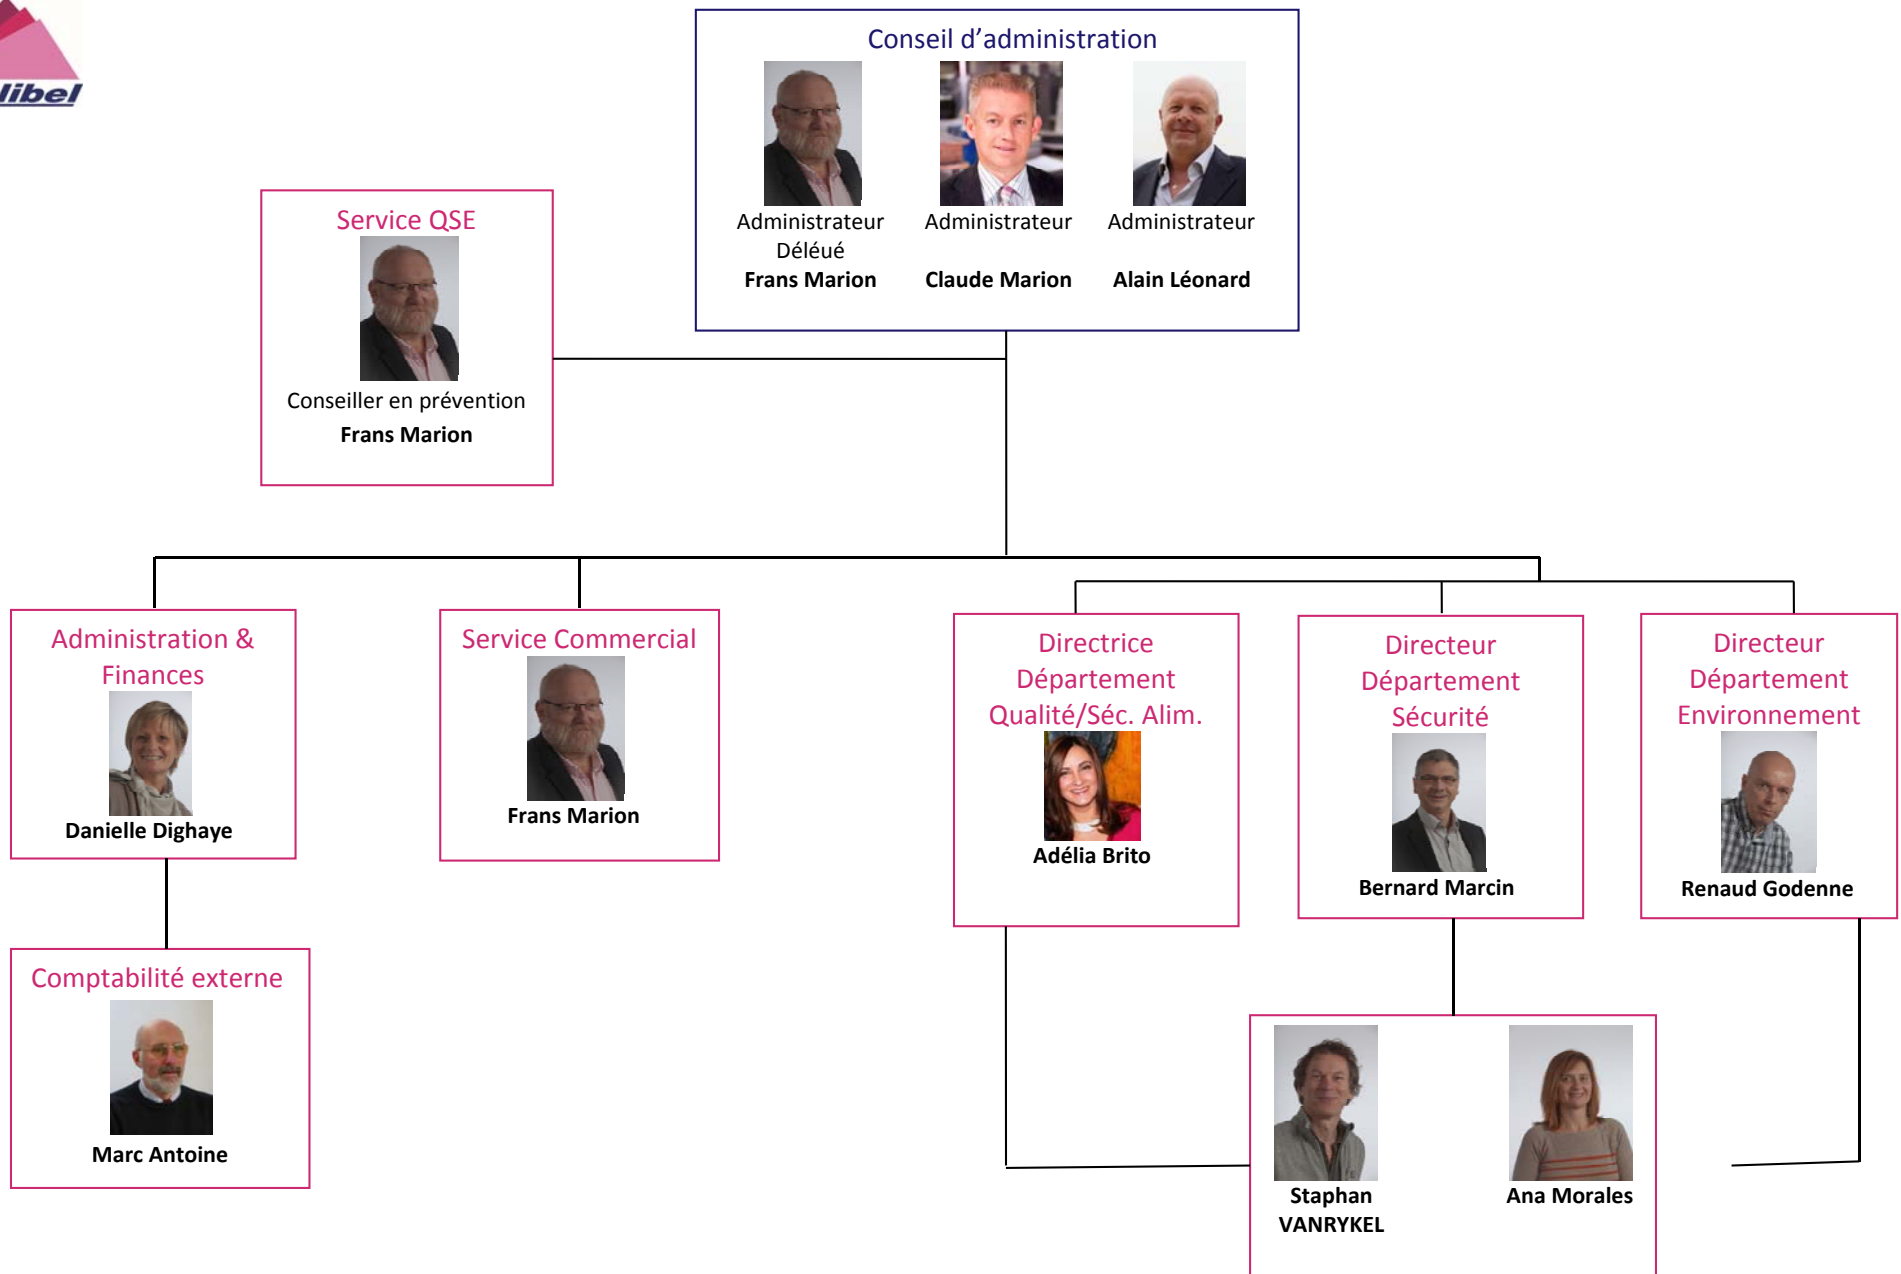 libel
Conseil d’administration
Administrateur
Déléué
Frans Marion
Administrateur
Claude Marion
Administrateur
Alain Léonard
Service QSE
Conseiller en prévention
Frans Marion
Administration &
Finances
Danielle Dighaye
Service Commercial
Frans Marion
Directrice
Département
Qualité/Séc. Alim.
Adélia Brito
Directeur
Département
Sécurité
Bernard Marcin
Directeur
Département
Environnement
Renaud Godenne
Comptabilité externe
Marc Antoine
Staphan
VANRYKEL
Ana Morales